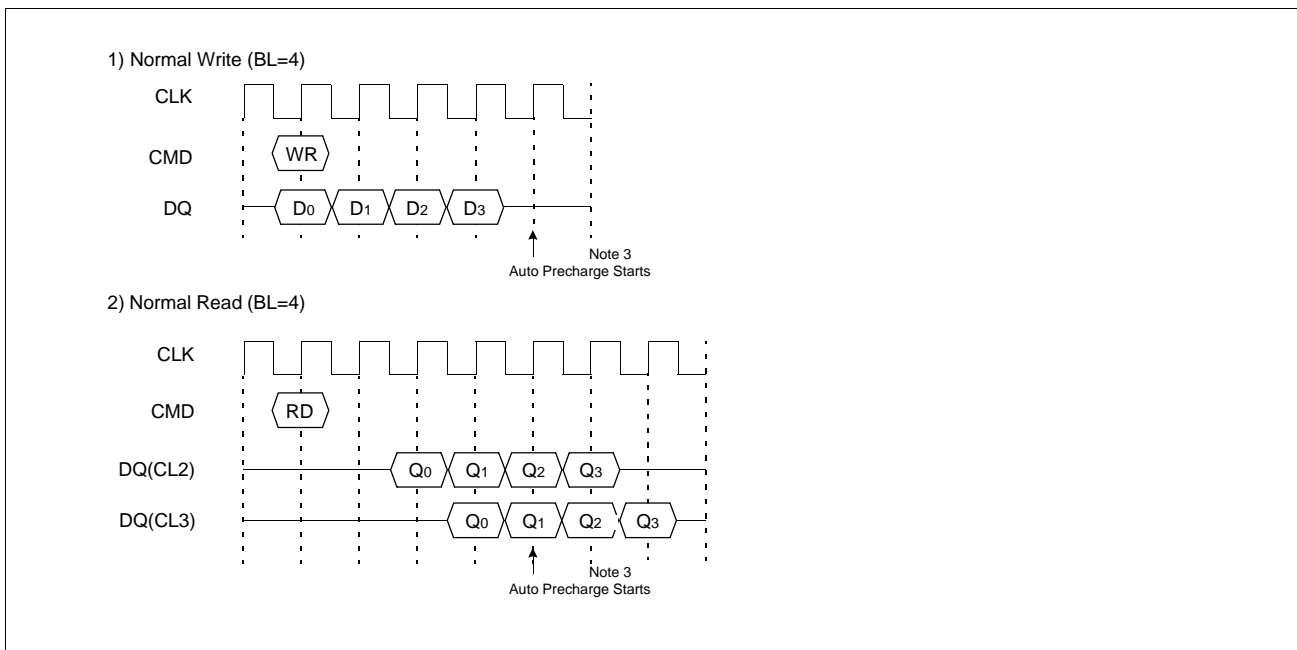 1) Normal Write (BL=4)
CLK
CMD WR
DQ D0 D1 D2 D3
Note 3
Auto Precharge Starts
2) Normal Read (BL=4)
CLK
CMD RD
DQ(CL2) Q0 Q1 Q2 Q3
DQ(CL3) Q0 Q1 Q2 Q3
Note 3
Auto Precharge Starts